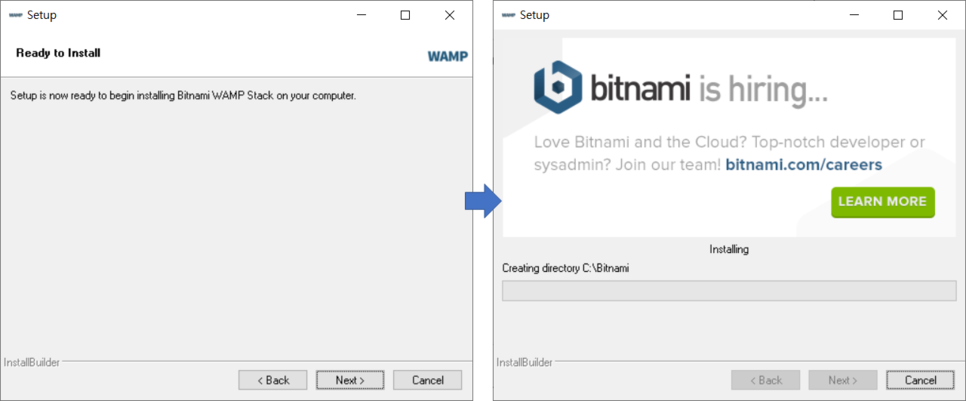 WAMP Setup
Ready to Install
WAMP
Setup is now ready to begin installing Bitnami WAMP Stack on your computer.
InstallBuilder
< Back
Next >
Cancel
WAMP Setup
bitnami is hiring...
Love Bitnami and the Cloud? Top-notch developer or
sysadmin? Join our team! bitnami.com/careers
LEARN MORE
Installing
Creating directory C:\Bitnami
InstallBuilder
< Back
Next >
Cancel